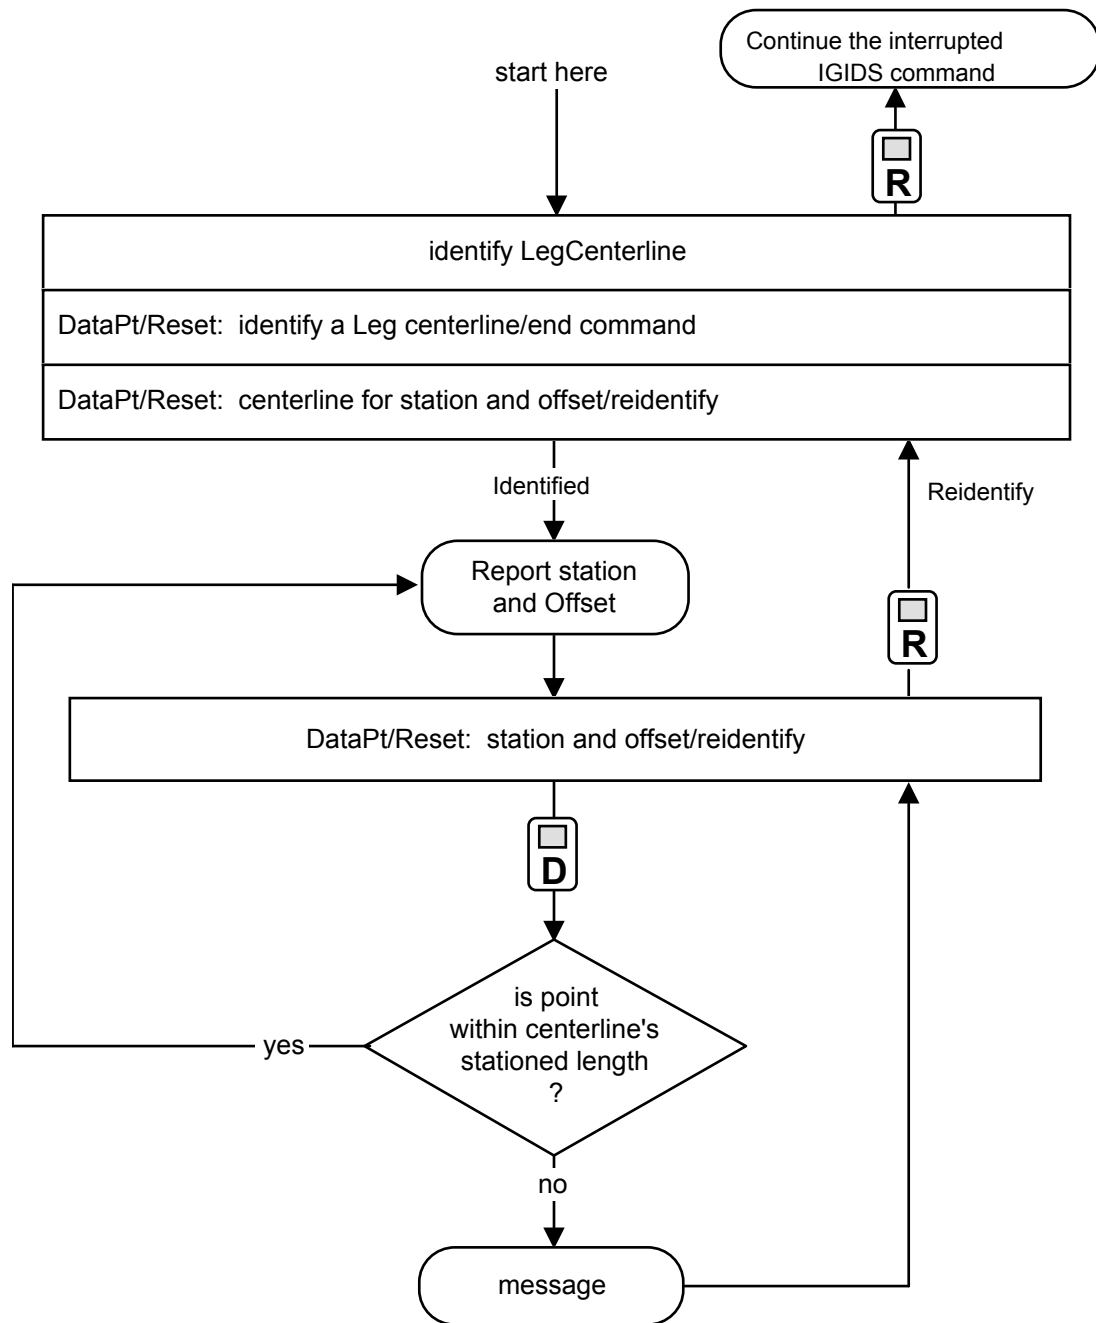 Continue the interrupted
IGIDS command
start here
R
identify LegCenterline
DataPt/Reset: identify a Leg centerline/end command
DataPt/Reset: centerline for station and offset/reidentify
Identified
Reidentify
Report station
and Offset
R
DataPt/Reset: station and offset/reidentify
D
is point
within centerline's
stationed length
?
yes
no
message